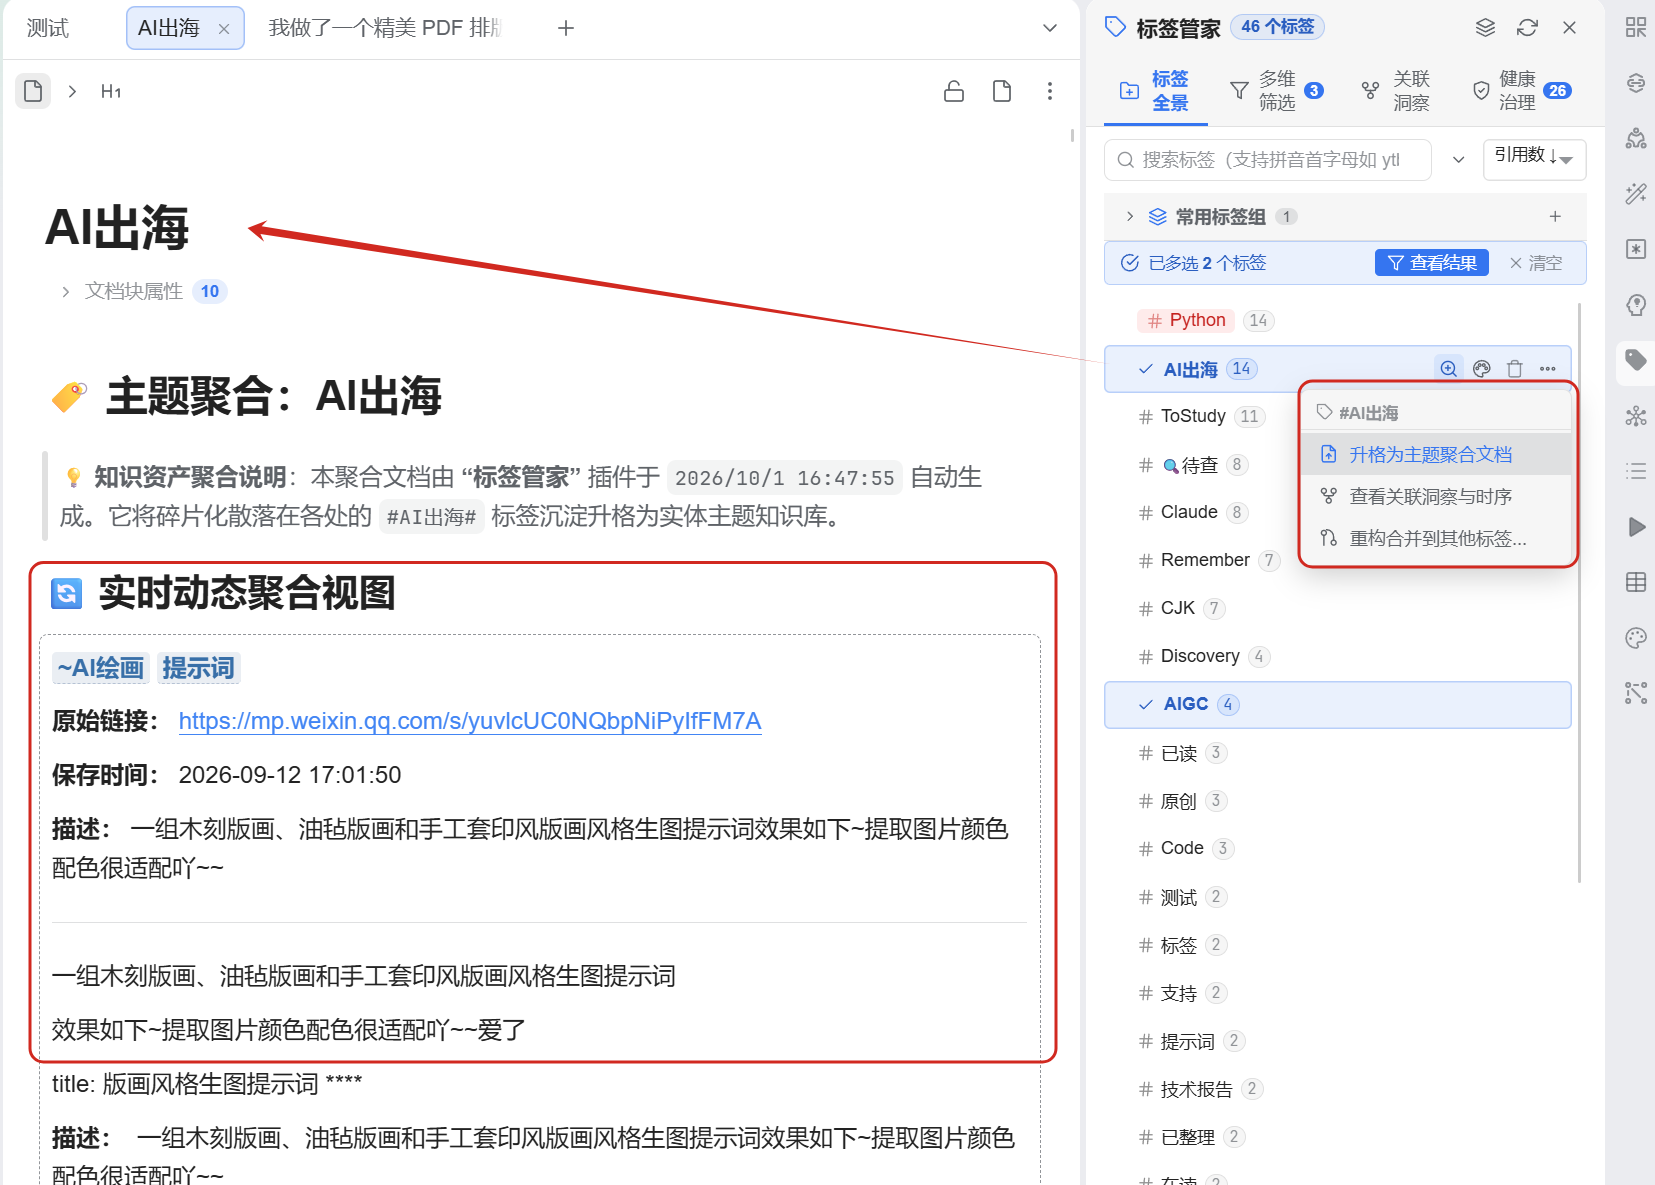 测试
AI出海
我做了一个精美 PDF 排版
H1
AI出海
文档块属性 10
主题聚合：AI出海
知识资产聚合说明：本聚合文档由 “标签管家” 插件于 2026/10/1 16:47:55 自动生
成。它将碎片化散落在各处的 #AI出海# 标签沉淀升格为实体主题知识库。
实时动态聚合视图
~AI绘画 提示词
原始链接： https://mp.weixin.qq.com/s/yuvlcUC0NQbpNiPyIfFM7A
保存时间： 2026-09-12 17:01:50
描述： 一组木刻版画、油毡版画和手工套印风版画风格生图提示词效果如下~提取图片颜色
配色很适配吖~~
一组木刻版画、油毡版画和手工套印风版画风格生图提示词
效果如下~提取图片颜色配色很适配吖~~爱了
title: 版画风格生图提示词 ****
描述： 一组木刻版画、油毡版画和手工套印风版画风格生图提示词效果如下~提取图片颜色
配色很适配吖~~
标签管家 46 个标签
标签
全景
多维
筛选 3
关联
洞察
健康
治理 26
搜索标签（支持拼音首字母如 ytl
引用数↓
常用标签组 1
已多选 2 个标签 查看结果 清空
# Python 14
AI出海 14
#AI出海
升格为主题聚合文档
查看关联洞察与时序
重构合并到其他标签...
# ToStudy 11
# 待查 8
# Claude 8
# Remember 7
# CJK 7
# Discovery 4
AIGC 4
# 已读 3
# 原创 3
# Code 3
# 测试 2
# 标签 2
# 支持 2
# 提示词 2
# 技术报告 2
# 已整理 2
# 在读 2